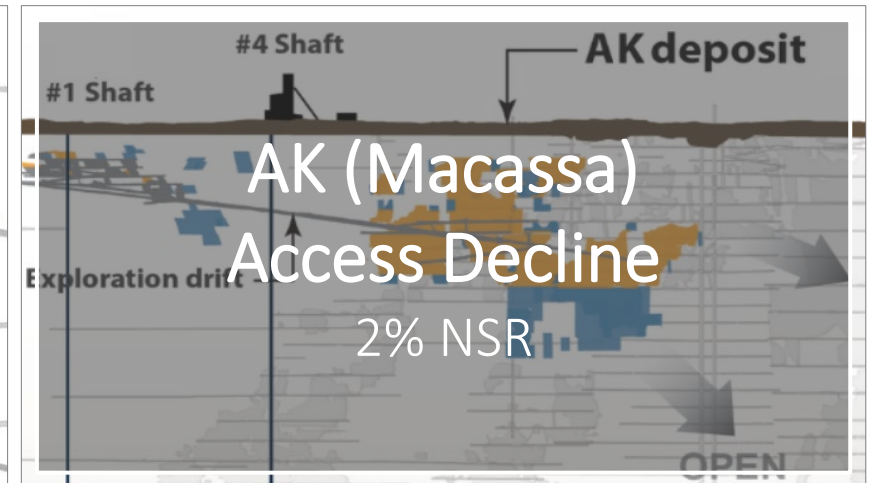 #4 Shaft
AK deposit
#1 Shaft
AK (Macassa)
Access Decline
Exploration drift
2% NSR
OPEN